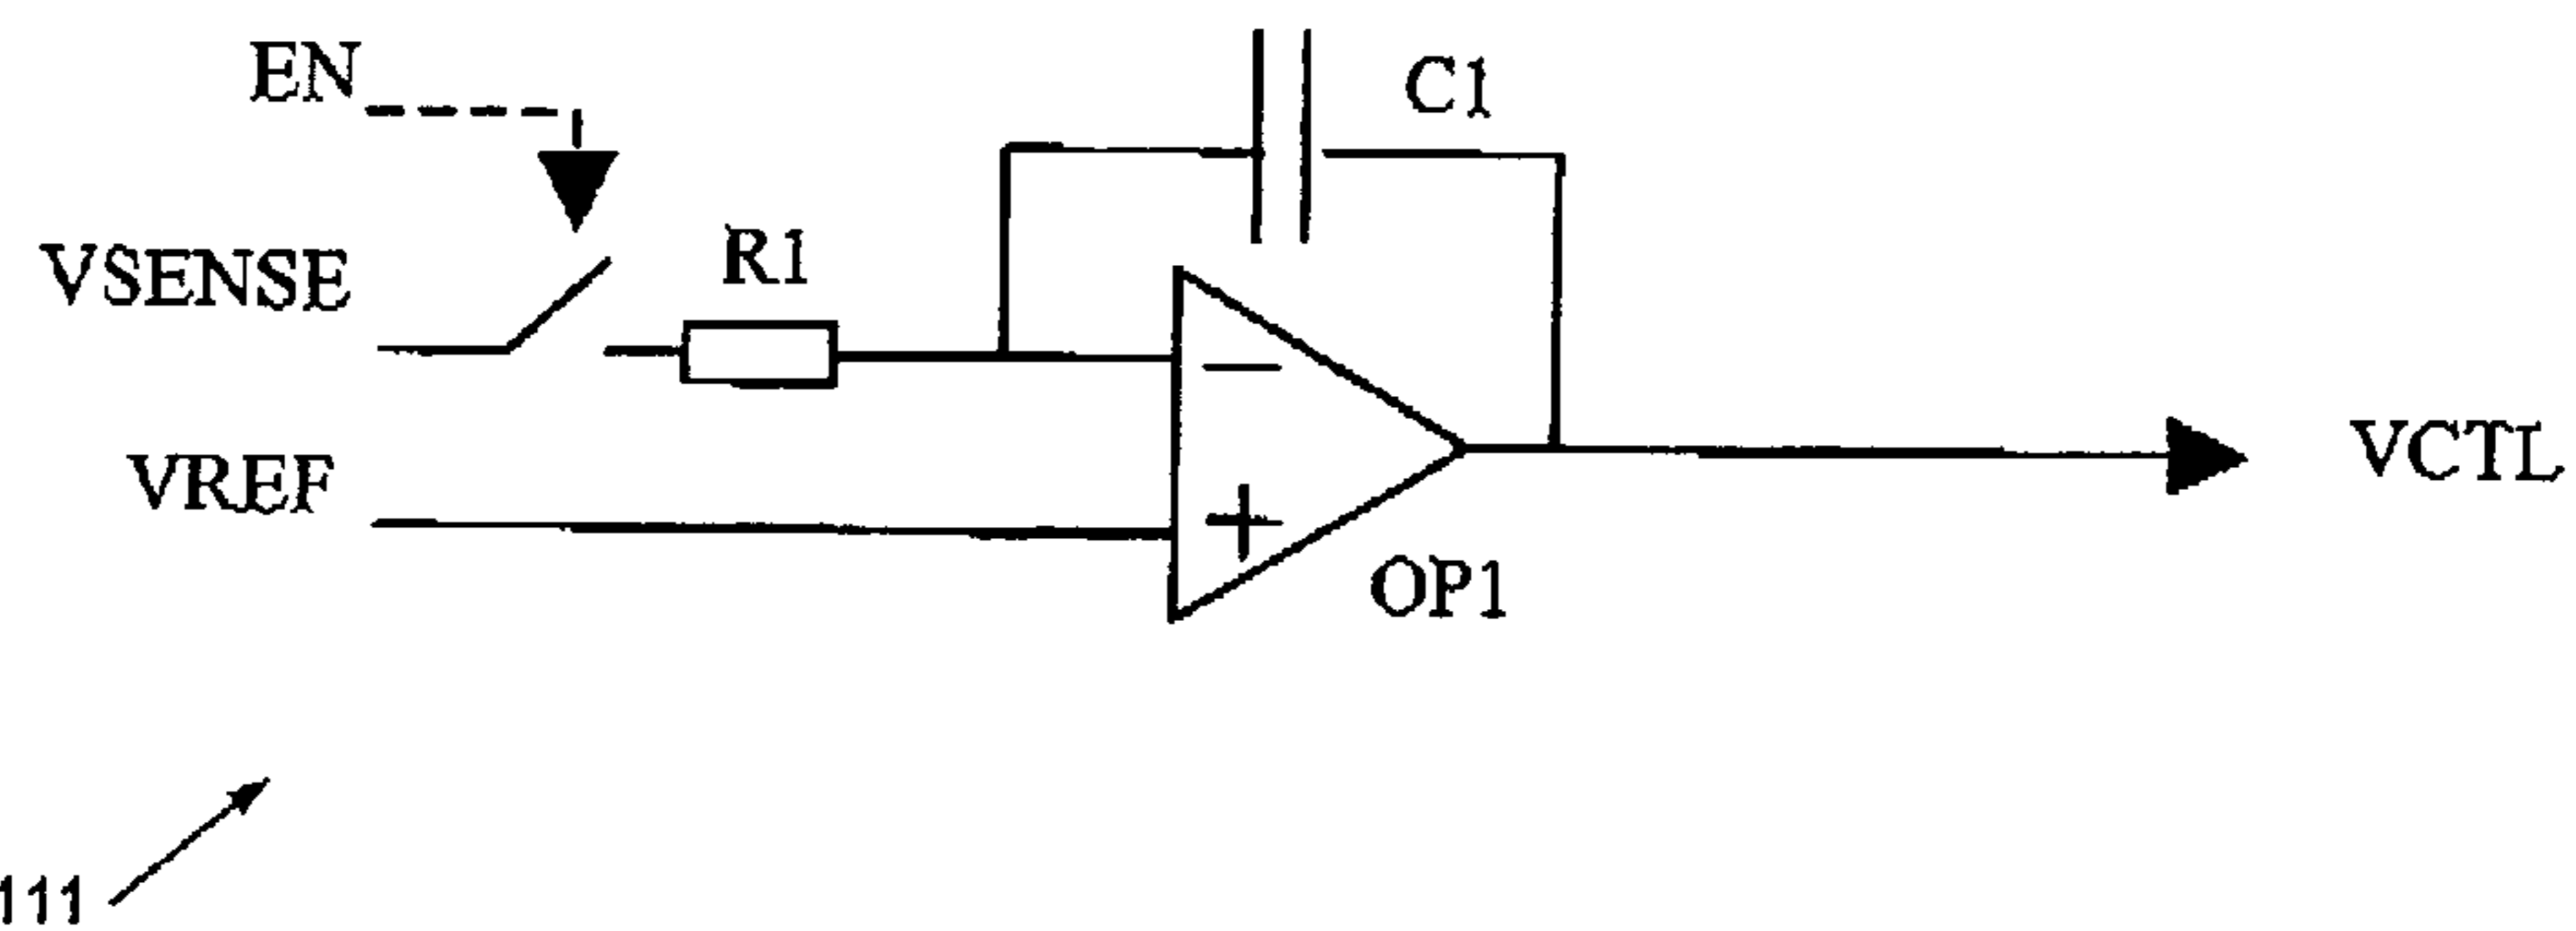 EN
C1
VSENSE
R1
VREF
VCTL
OP1
111